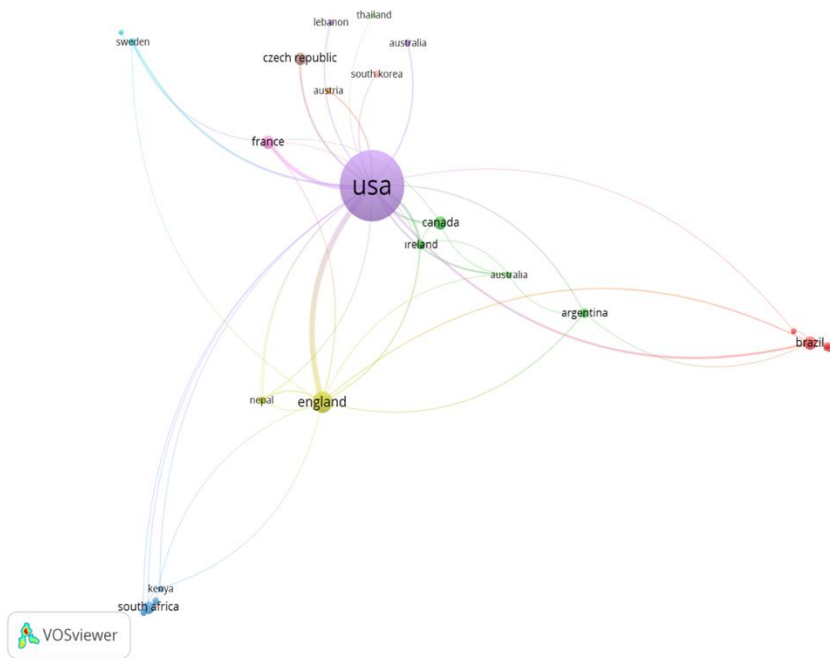 thailand
lebanon
sweden
australia
czech republic
south korea
austria
france
usa
canada
ireland
australia
argentina
brazil
nepal
england
kenya
south africa
VOSviewer